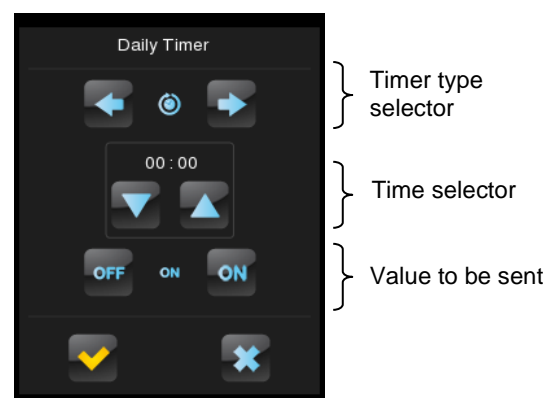 Daily Timer
Timer type
selector
00:00
Time selector
OFF ON ON
Value to be sent